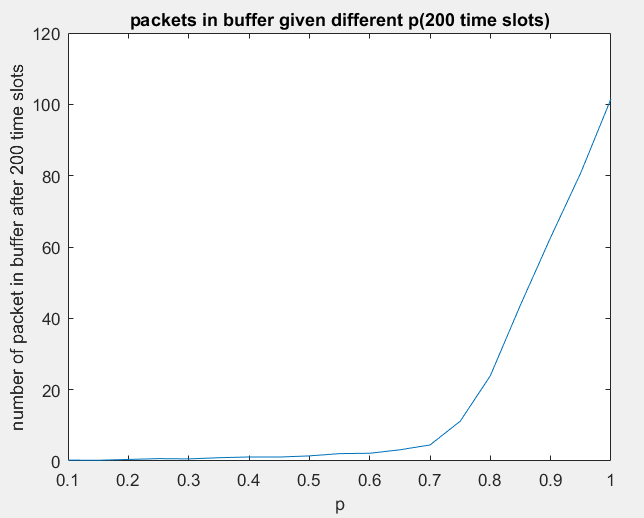 packets in buffer given different p(200 time slots)
number of packet in buffer after 200 time slots
120
100
80
60
40
20
0
0.1 0.2 0.3 0.4 0.5 0.6 0.7 0.8 0.9 1
p